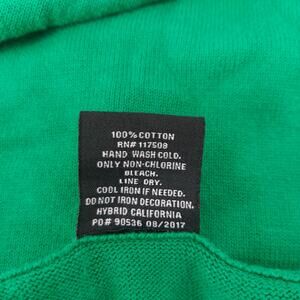 100% COTTON
RN# 117508
HAND WASH COLD.
ONLY NON-CHLORINE
BLEACH.
LINE DRY.
COOL IRON IF NEEDED.
DO NOT IRON DECORATION.
HYBRID CALIFORNIA
PO# 90536 08/2017